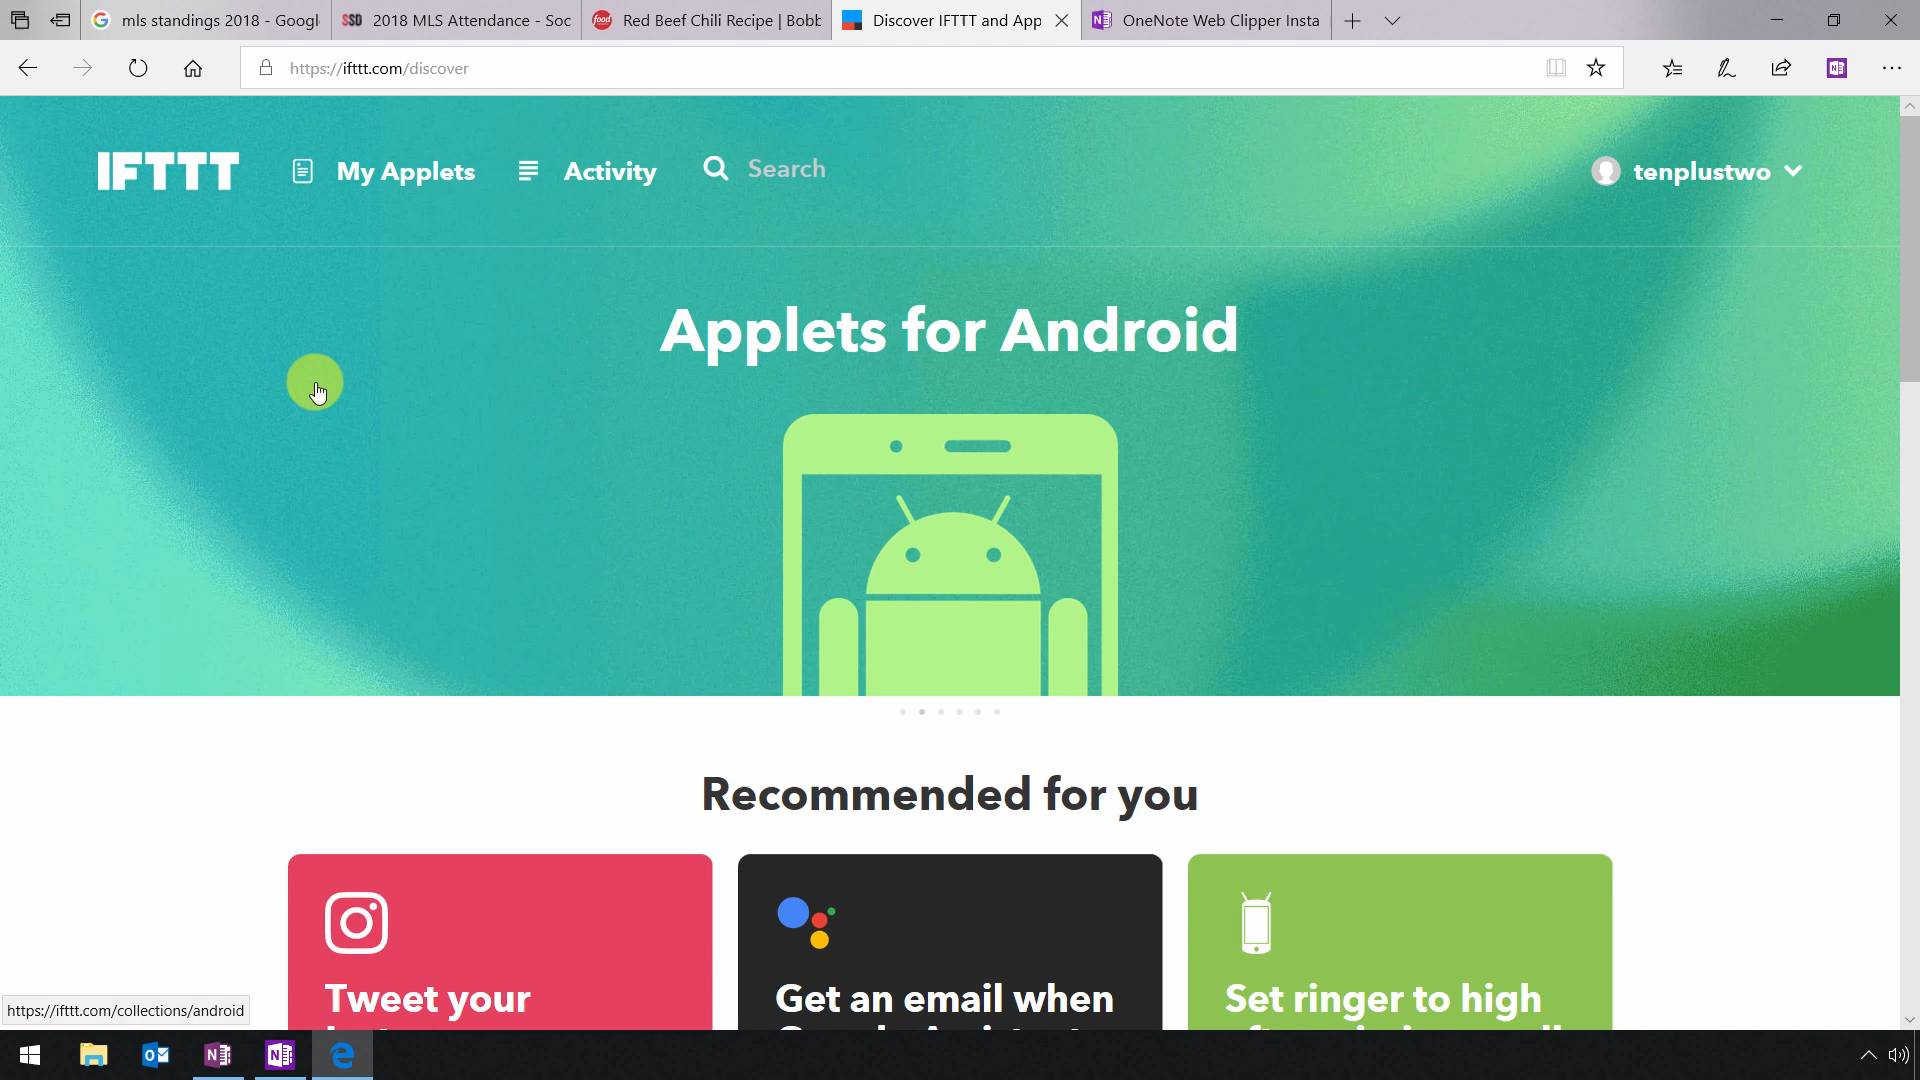 mls standings 2018 - Googl
SSD 2018 MLS Attendance - Soc
food Red Beef Chili Recipe | Bobb
Discover IFTTT and App
OneNote Web Clipper Insta
https://ifttt.com/discover
IFTTT My Applets Activity Search tenplustwo
Applets for Android
Recommended for you
Tweet your
Get an email when
Set ringer to high
https://ifttt.com/collections/android